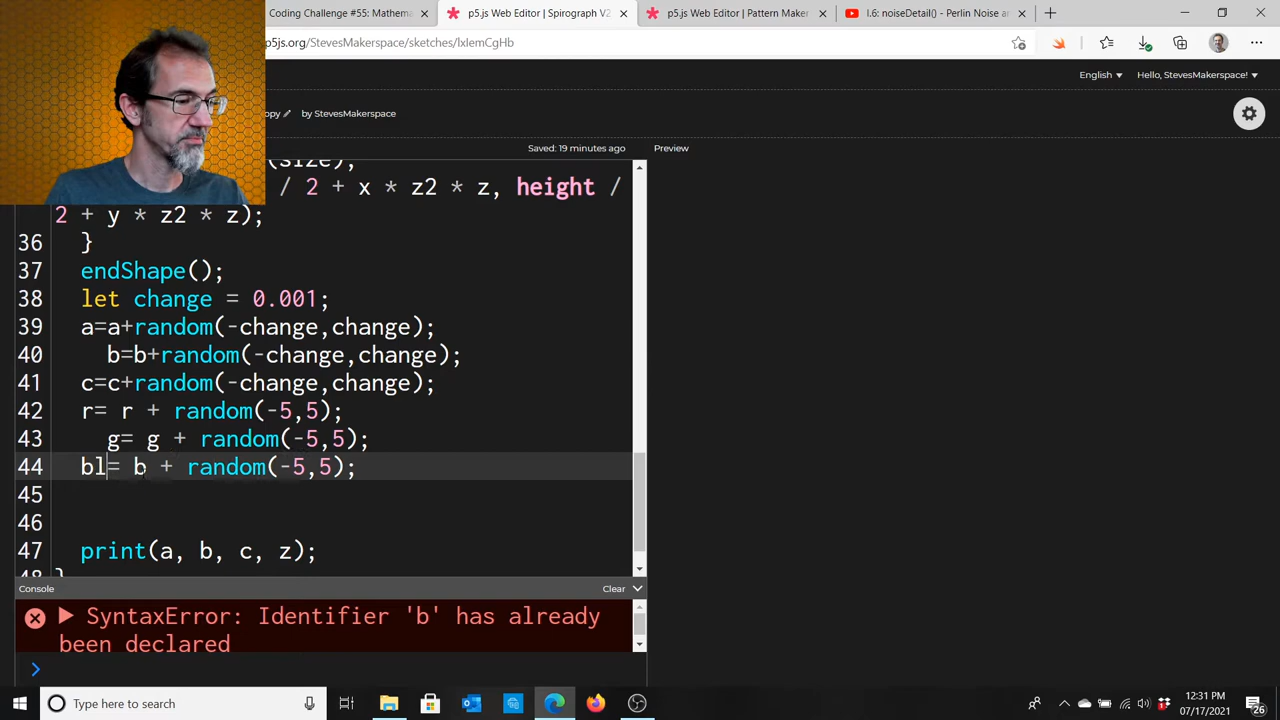 Coding Challenge #55: Mathema
p5.js Web Editor | Spirograph V2
p5.js Web Editor | Pattern Maker
I.6: noiseDetail() - Perlin Noise a
p5js.org/StevesMakerspace/sketches/lxIemCgHb
English
Hello, StevesMakerspace!
opy
by StevesMakerspace
Saved: 19 minutes ago
Preview
/ 2 + x * z2 * z, height /
2 + y * z2 * z);
36 }
37 endShape();
38 let change = 0.001;
39 a=a+random(-change,change);
40 b=b+random(-change,change);
41 c=c+random(-change,change);
42 r= r + random(-5,5);
43 g= g + random(-5,5);
44 bl= b + random(-5,5);
45
46
47 print(a, b, c, z);
48 }
Console
Clear
SyntaxError: Identifier 'b' has already
been declared
Type here to search
12:31 PM
07/17/2021
26